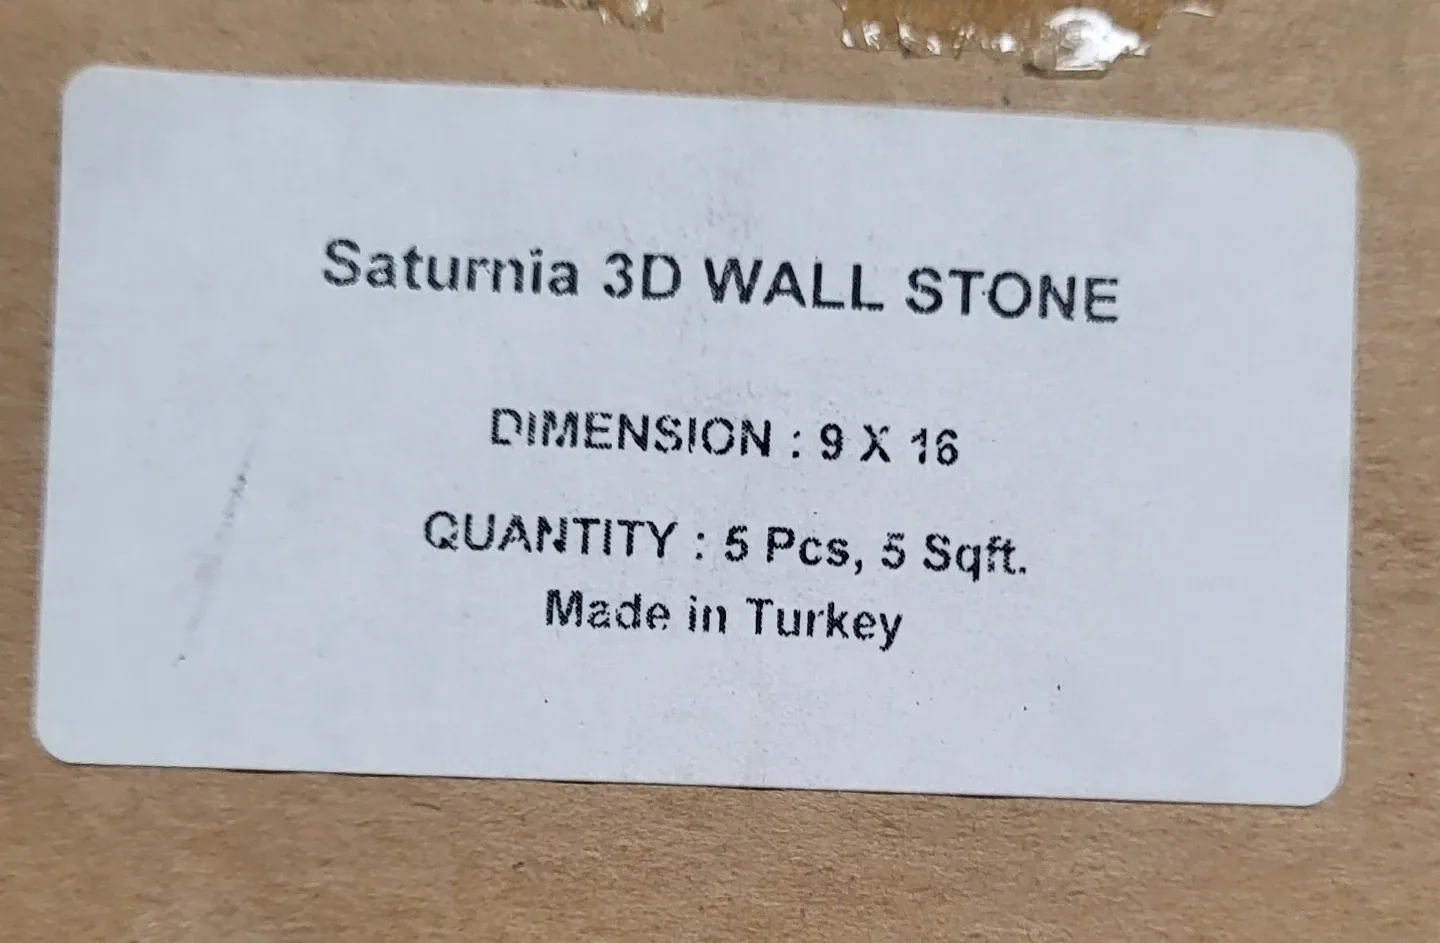 Saturnia 3D WALL STONE
DIMENSION : 9 X 16
QUANTITY : 5 Pcs, 5 Sqft.
Made in Turkey